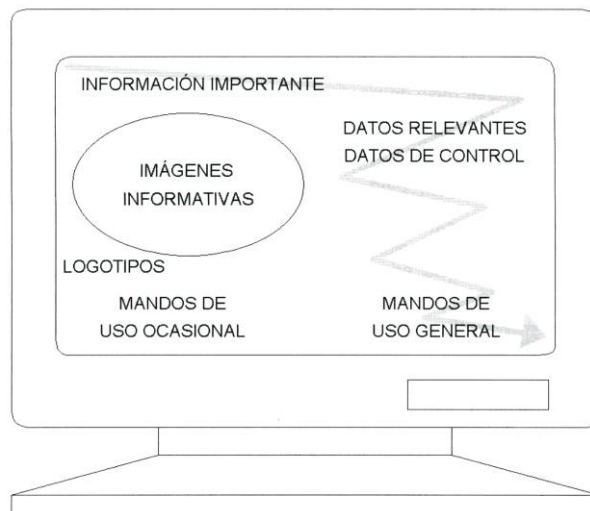 INFORMACIÓN IMPORTANTE
DATOS RELEVANTES
DATOS DE CONTROL
IMÁGENES
INFORMATIVAS
LOGOTIPOS
MANDOS DE
USO OCASIONAL
MANDOS DE
USO GENERAL